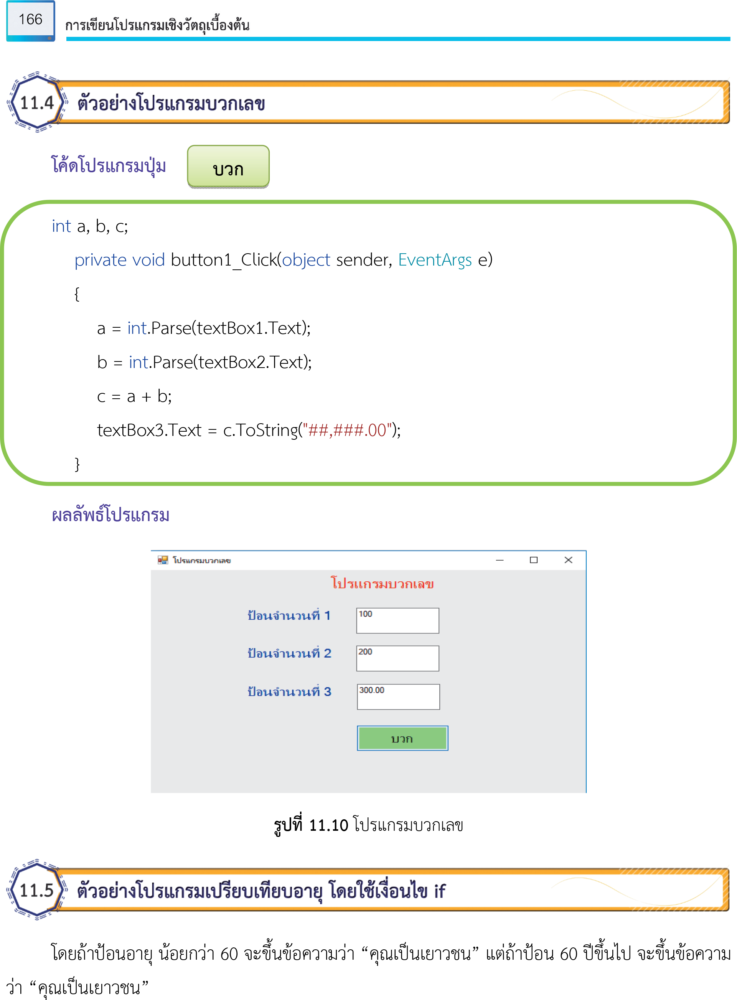 166
การเขียนโปรแกรมเชิงวัตถุเบื้องต้น
11.4 ตัวอย่างโปรแกรมบวกเลข
โค้ดโปรแกรมปุ่ม บวก
int a, b, c;
private void button1_Click(object sender, EventArgs e)
{
a = int.Parse(textBox1.Text);
b = int.Parse(textBox2.Text);
c = a + b;
textBox3.Text = c.ToString("##,###.00");
}
ผลลัพธ์โปรแกรม
โปรแกรมบวกเลข
โปรแกรมบวกเลข
ป้อนจำนวนที่ 1 100
ป้อนจำนวนที่ 2 200
ป้อนจำนวนที่ 3 300.00
บวก
รูปที่ 11.10 โปรแกรมบวกเลข
11.5 ตัวอย่างโปรแกรมเปรียบเทียบอายุ โดยใช้เงื่อนไข if
โดยถ้าป้อนอายุ น้อยกว่า 60 จะขึ้นข้อความว่า “คุณเป็นเยาวชน” แต่ถ้าป้อน 60 ปีขึ้นไป จะขึ้นข้อความ
ว่า “คุณเป็นเยาวชน”